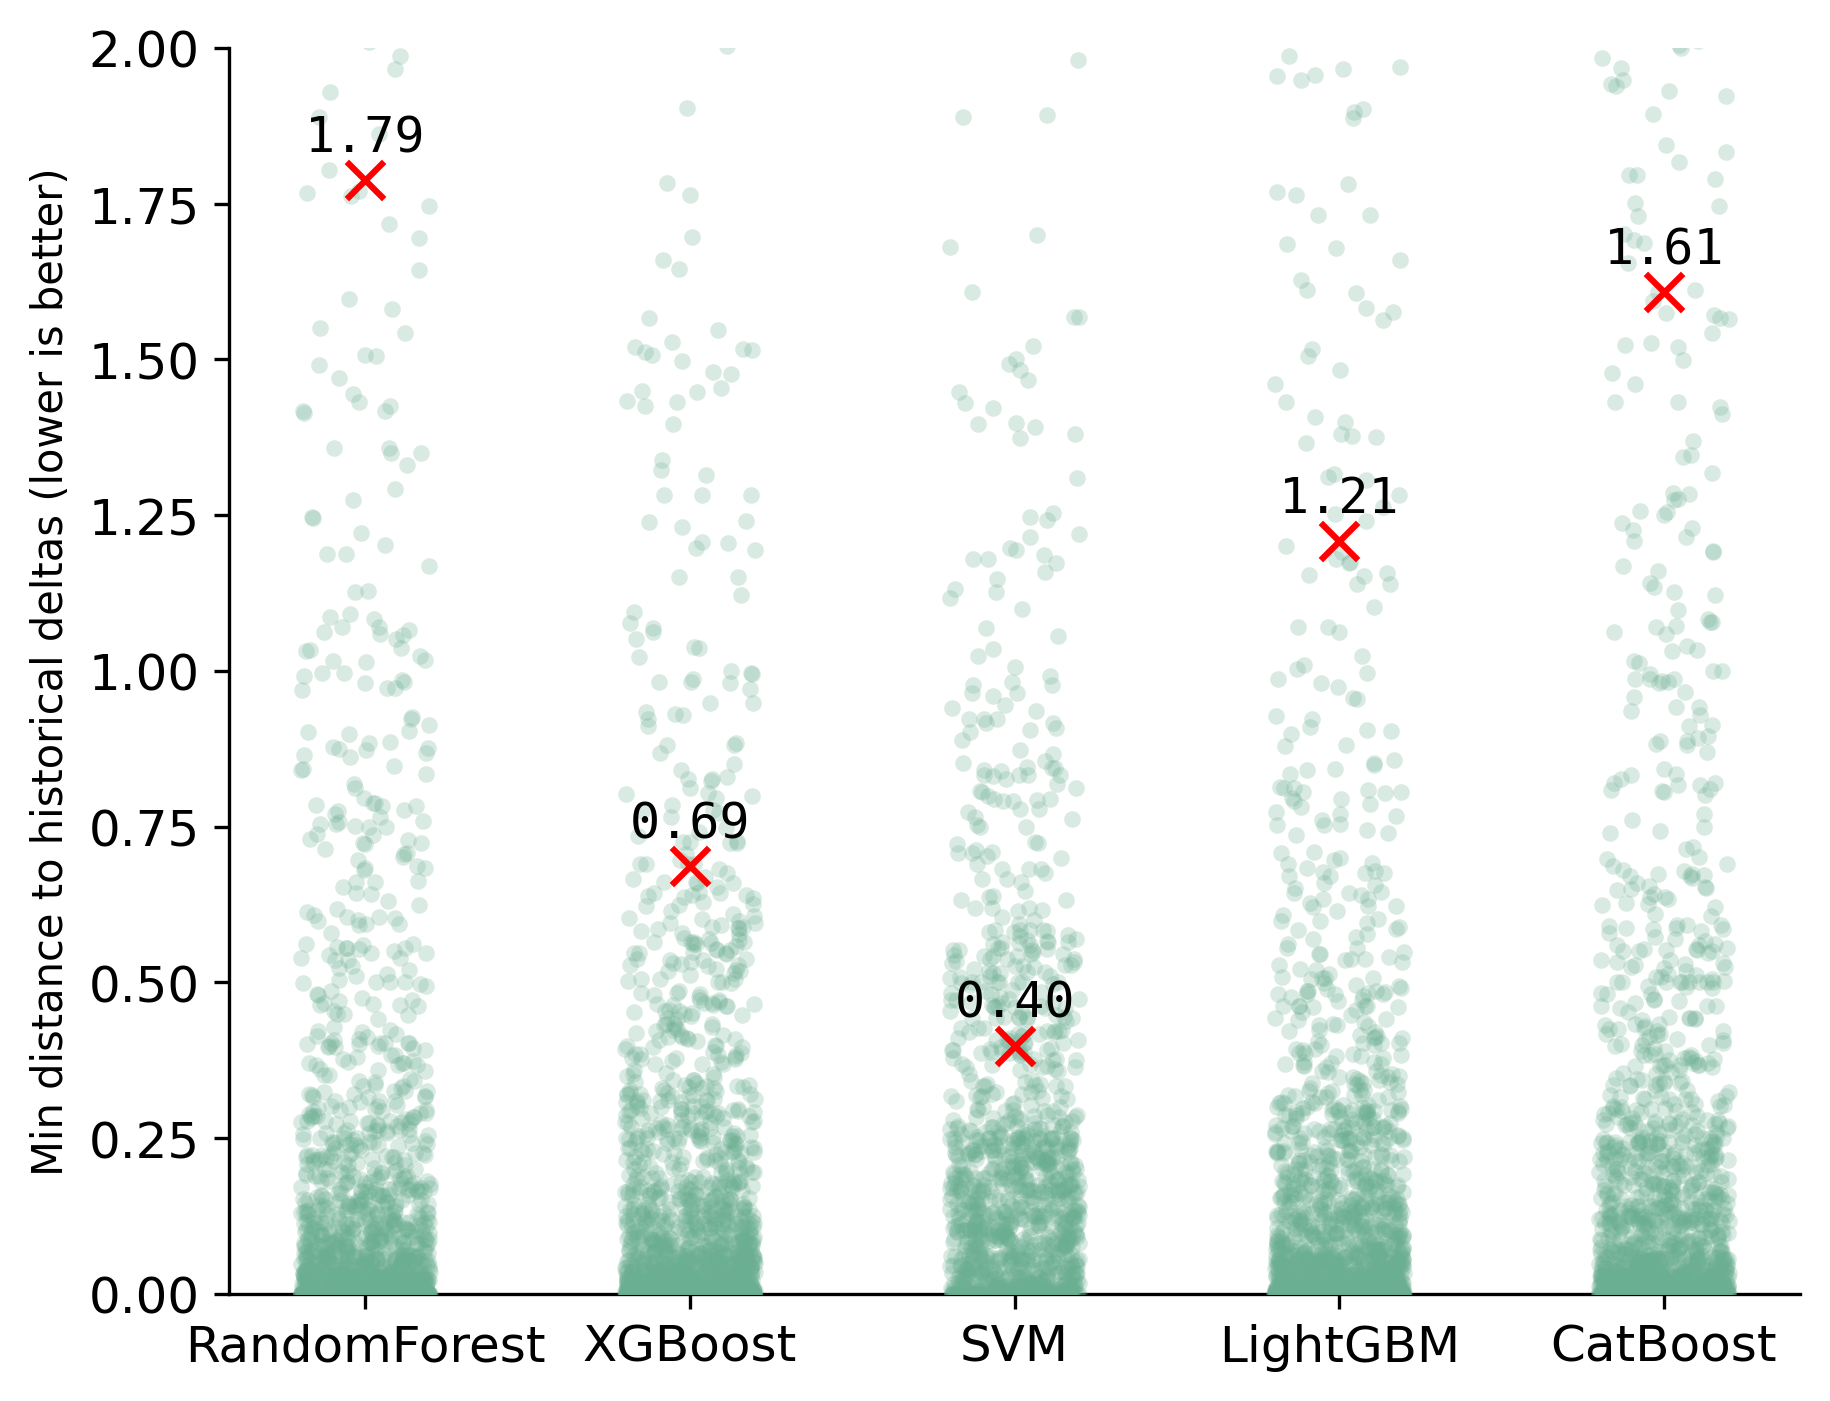 Min distance to historical deltas (lower is better)
2.00
1.75
1.50
1.25
1.00
0.75
0.50
0.25
0.00
1.79
0.69
0.40
1.21
1.61
RandomForest
XGBoost
SVM
LightGBM
CatBoost